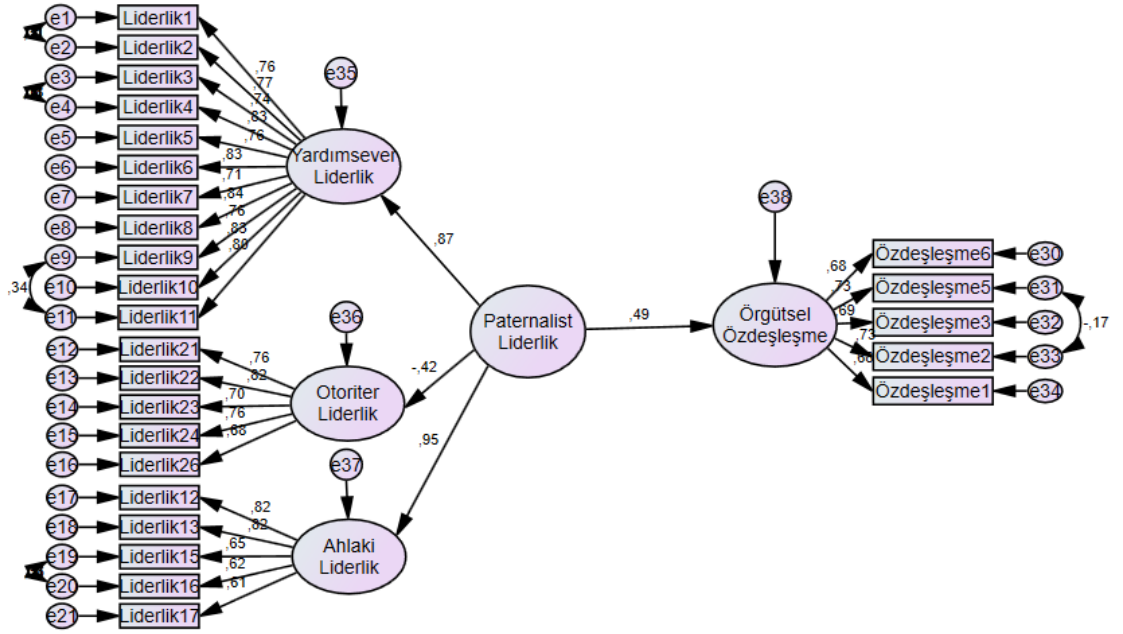 e1 Liderlik1
e2 Liderlik2
e3 Liderlik3
e4 Liderlik4
e5 Liderlik5
e6 Liderlik6
e7 Liderlik7
e8 Liderlik8
e9 Liderlik9
e10 Liderlik10
e11 Liderlik11
,34
,76
,77
,74
,83
,76
,83
,71
,84
,76
,83
,80
e35
Yardımsever
Liderlik
,87
e12 Liderlik21
e13 Liderlik22
e14 Liderlik23
e15 Liderlik24
e16 Liderlik26
,76
,82
,70
,76
,68
e36
Otoriter
Liderlik
-,42
e17 Liderlik12
e18 Liderlik13
e19 Liderlik15
e20 Liderlik16
e21 Liderlik17
,82
,82
,65
,62
,61
e37
Ahlaki
Liderlik
,95
Paternalist
Liderlik
,49
e38
Örgütsel
Özdeşleşme
,68
,73
,69
,73
Özdeşleşme6 e30
Özdeşleşme5 e31
Özdeşleşme3 e32
Özdeşleşme2 e33
Özdeşleşme1 e34
-,17